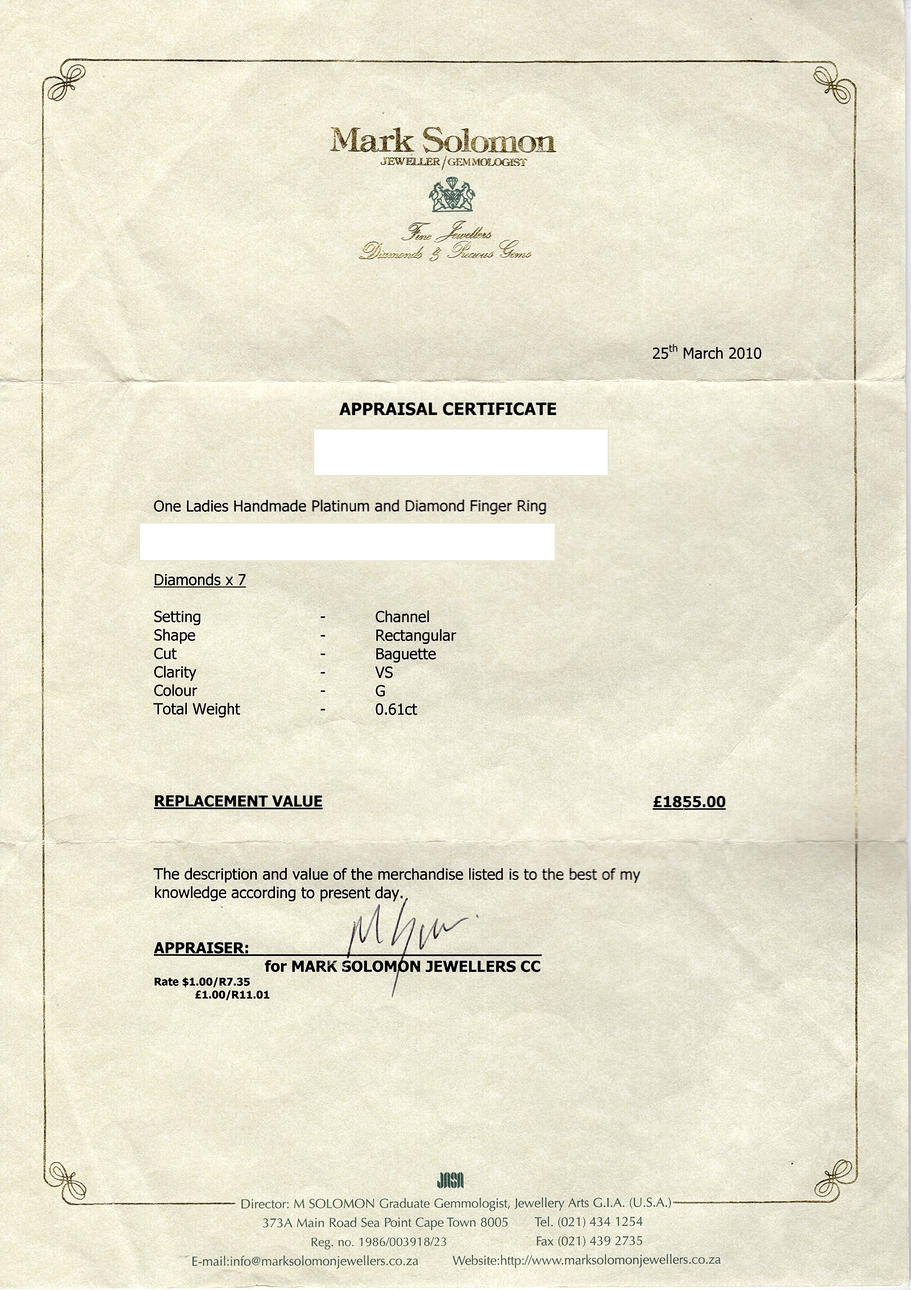 Mark Solomon
JEWELLER/GEMMOLOGIST
Fine Jewellers
Diamonds & Precious Gems
25th March 2010
APPRAISAL CERTIFICATE
One Ladies Handmade Platinum and Diamond Finger Ring
Diamonds x 7
Setting - Channel
Shape - Rectangular
Cut - Baguette
Clarity - VS
Colour - G
Total Weight - 0.61ct
REPLACEMENT VALUE £1855.00
The description and value of the merchandise listed is to the best of my
knowledge according to present day.
APPRAISER:
for MARK SOLOMON JEWELLERS CC
Rate $1.00/R7.35
£1.00/R11.01
JASA
Director: M SOLOMON Graduate Gemmologist, Jewellery Arts G.I.A. (U.S.A.)
373A Main Road Sea Point Cape Town 8005 Tel. (021) 434 1254
Reg. no. 1986/003918/23 Fax (021) 439 2735
E-mail:info@marksolomonjewellers.co.za Website:http://www.marksolomonjewellers.co.za